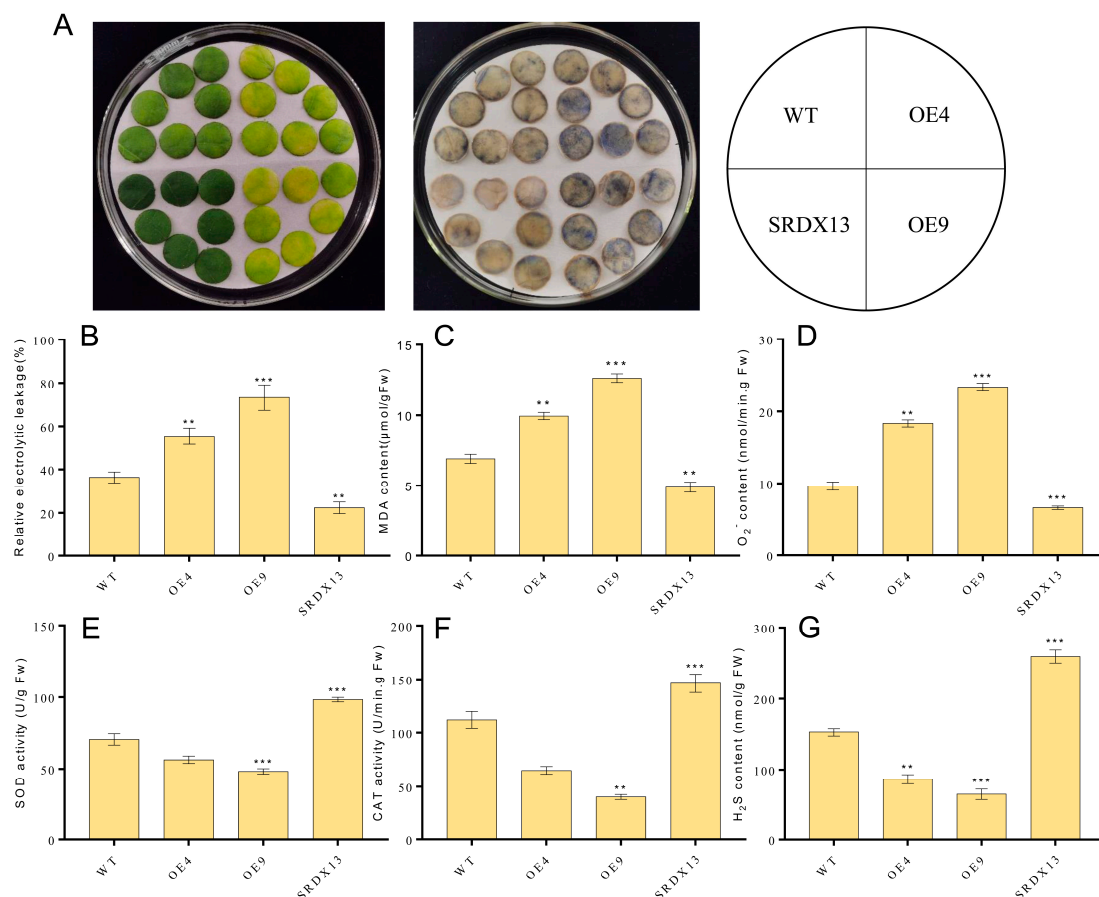 A
WT
OE4
SRDX13
OE9
B
Relative electrolytic leakage(%)
100
80
60
40
20
0
**
***
**
WT
OE4
OE9
SRDX13
C
MDA content(μmol/gFw)
15
10
5
0
**
***
**
WT
OE4
OE9
SRDX13
D
O₂⁻ content (nmol/min.g Fw)
30
20
10
0
**
***
***
WT
OE4
OE9
SRDX13
E
SOD activity (U/g Fw)
150
100
50
0
***
***
WT
OE4
OE9
SRDX13
F
CAT activity (U/min.g Fw)
200
150
100
50
0
**
***
WT
OE4
OE9
SRDX13
G
H₂S content (nmol/g FW)
300
200
100
0
**
***
***
WT
OE4
OE9
SRDX13